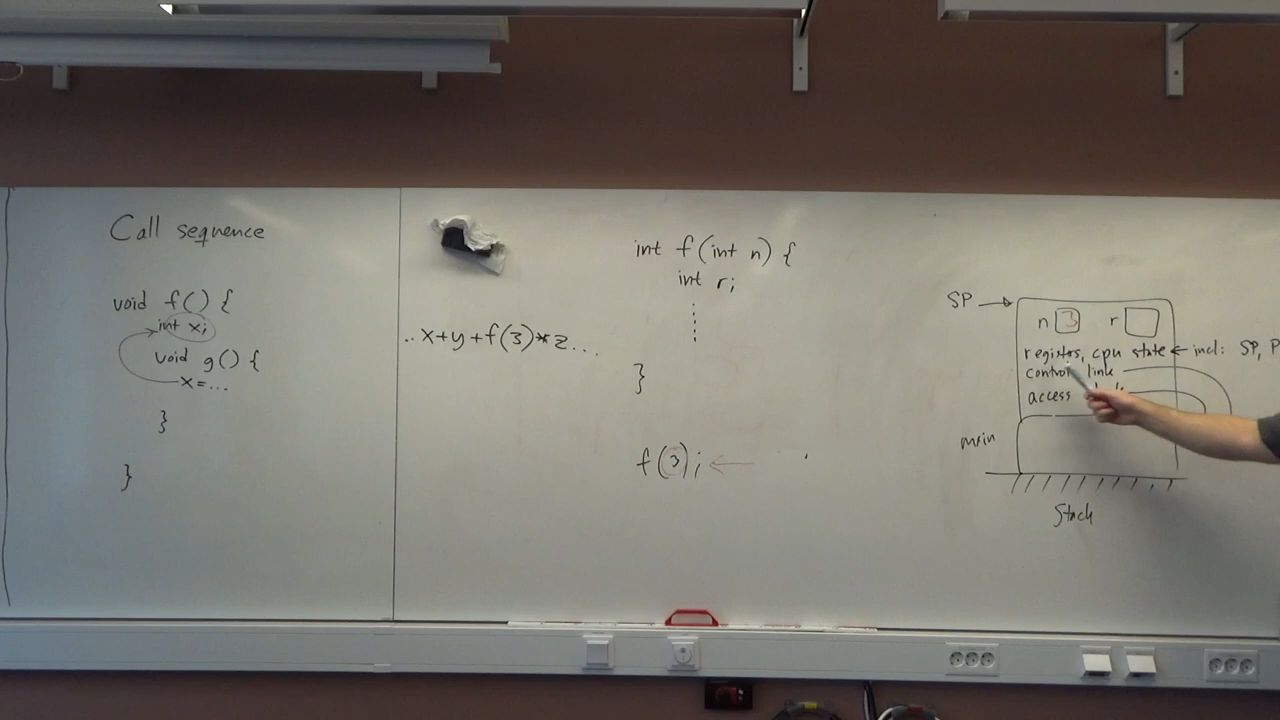 Call sequence
void f() {
int x;
void g() {
x=...
}
}
..x+y+f(3)*z...
int f(int n) {
int r;
}
f(3);
SP
n 3 r
registers, cpu state ← incl: SP, P
control link
access
main
Stack